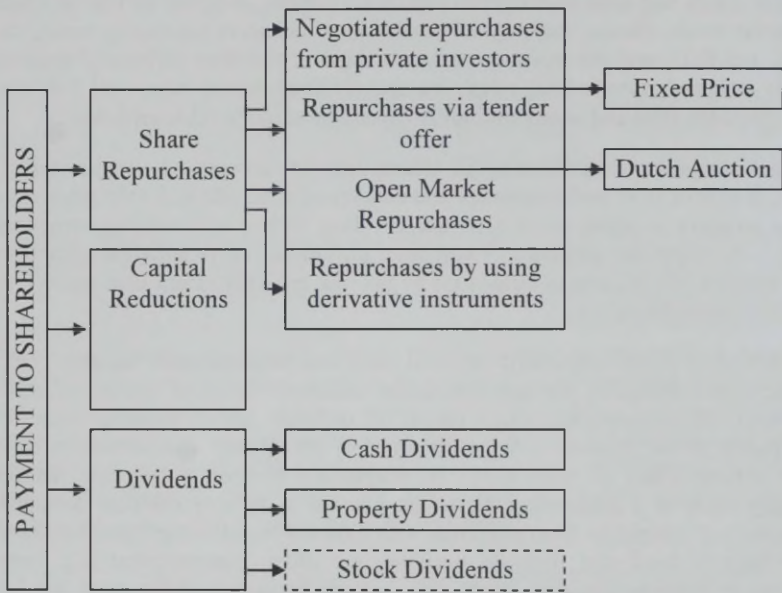 PAYMENT TO SHAREHOLDERS
Share
Repurchases
Negotiated repurchases
from private investors
Repurchases via tender
offer
Fixed Price
Dutch Auction
Open Market
Repurchases
Repurchases by using
derivative instruments
Capital
Reductions
Dividends
Cash Dividends
Property Dividends
Stock Dividends